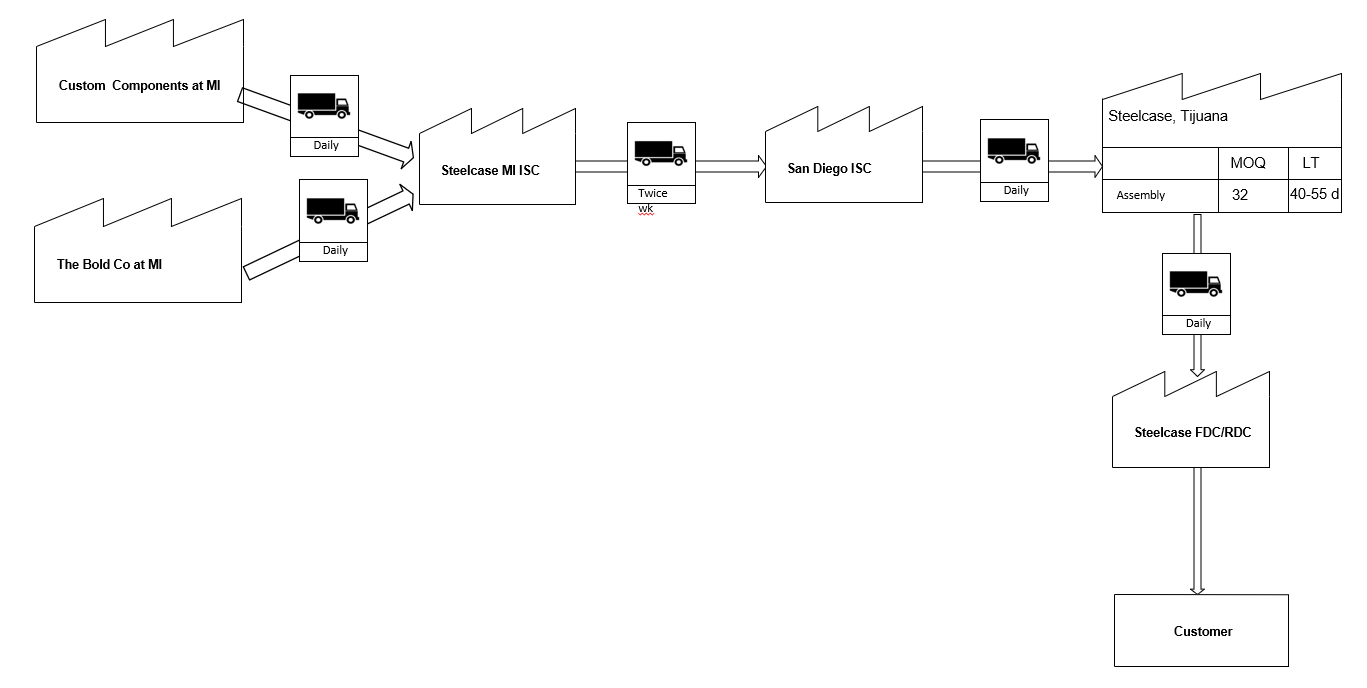 Custom  Components at MI
Daily
The Bold Co at MI
Daily
Steelcase MI ISC
Twice
wk
San Diego ISC
Daily
Steelcase, Tijuana
MOQ LT
Assembly 32 40-55 d
Daily
Steelcase FDC/RDC
Customer